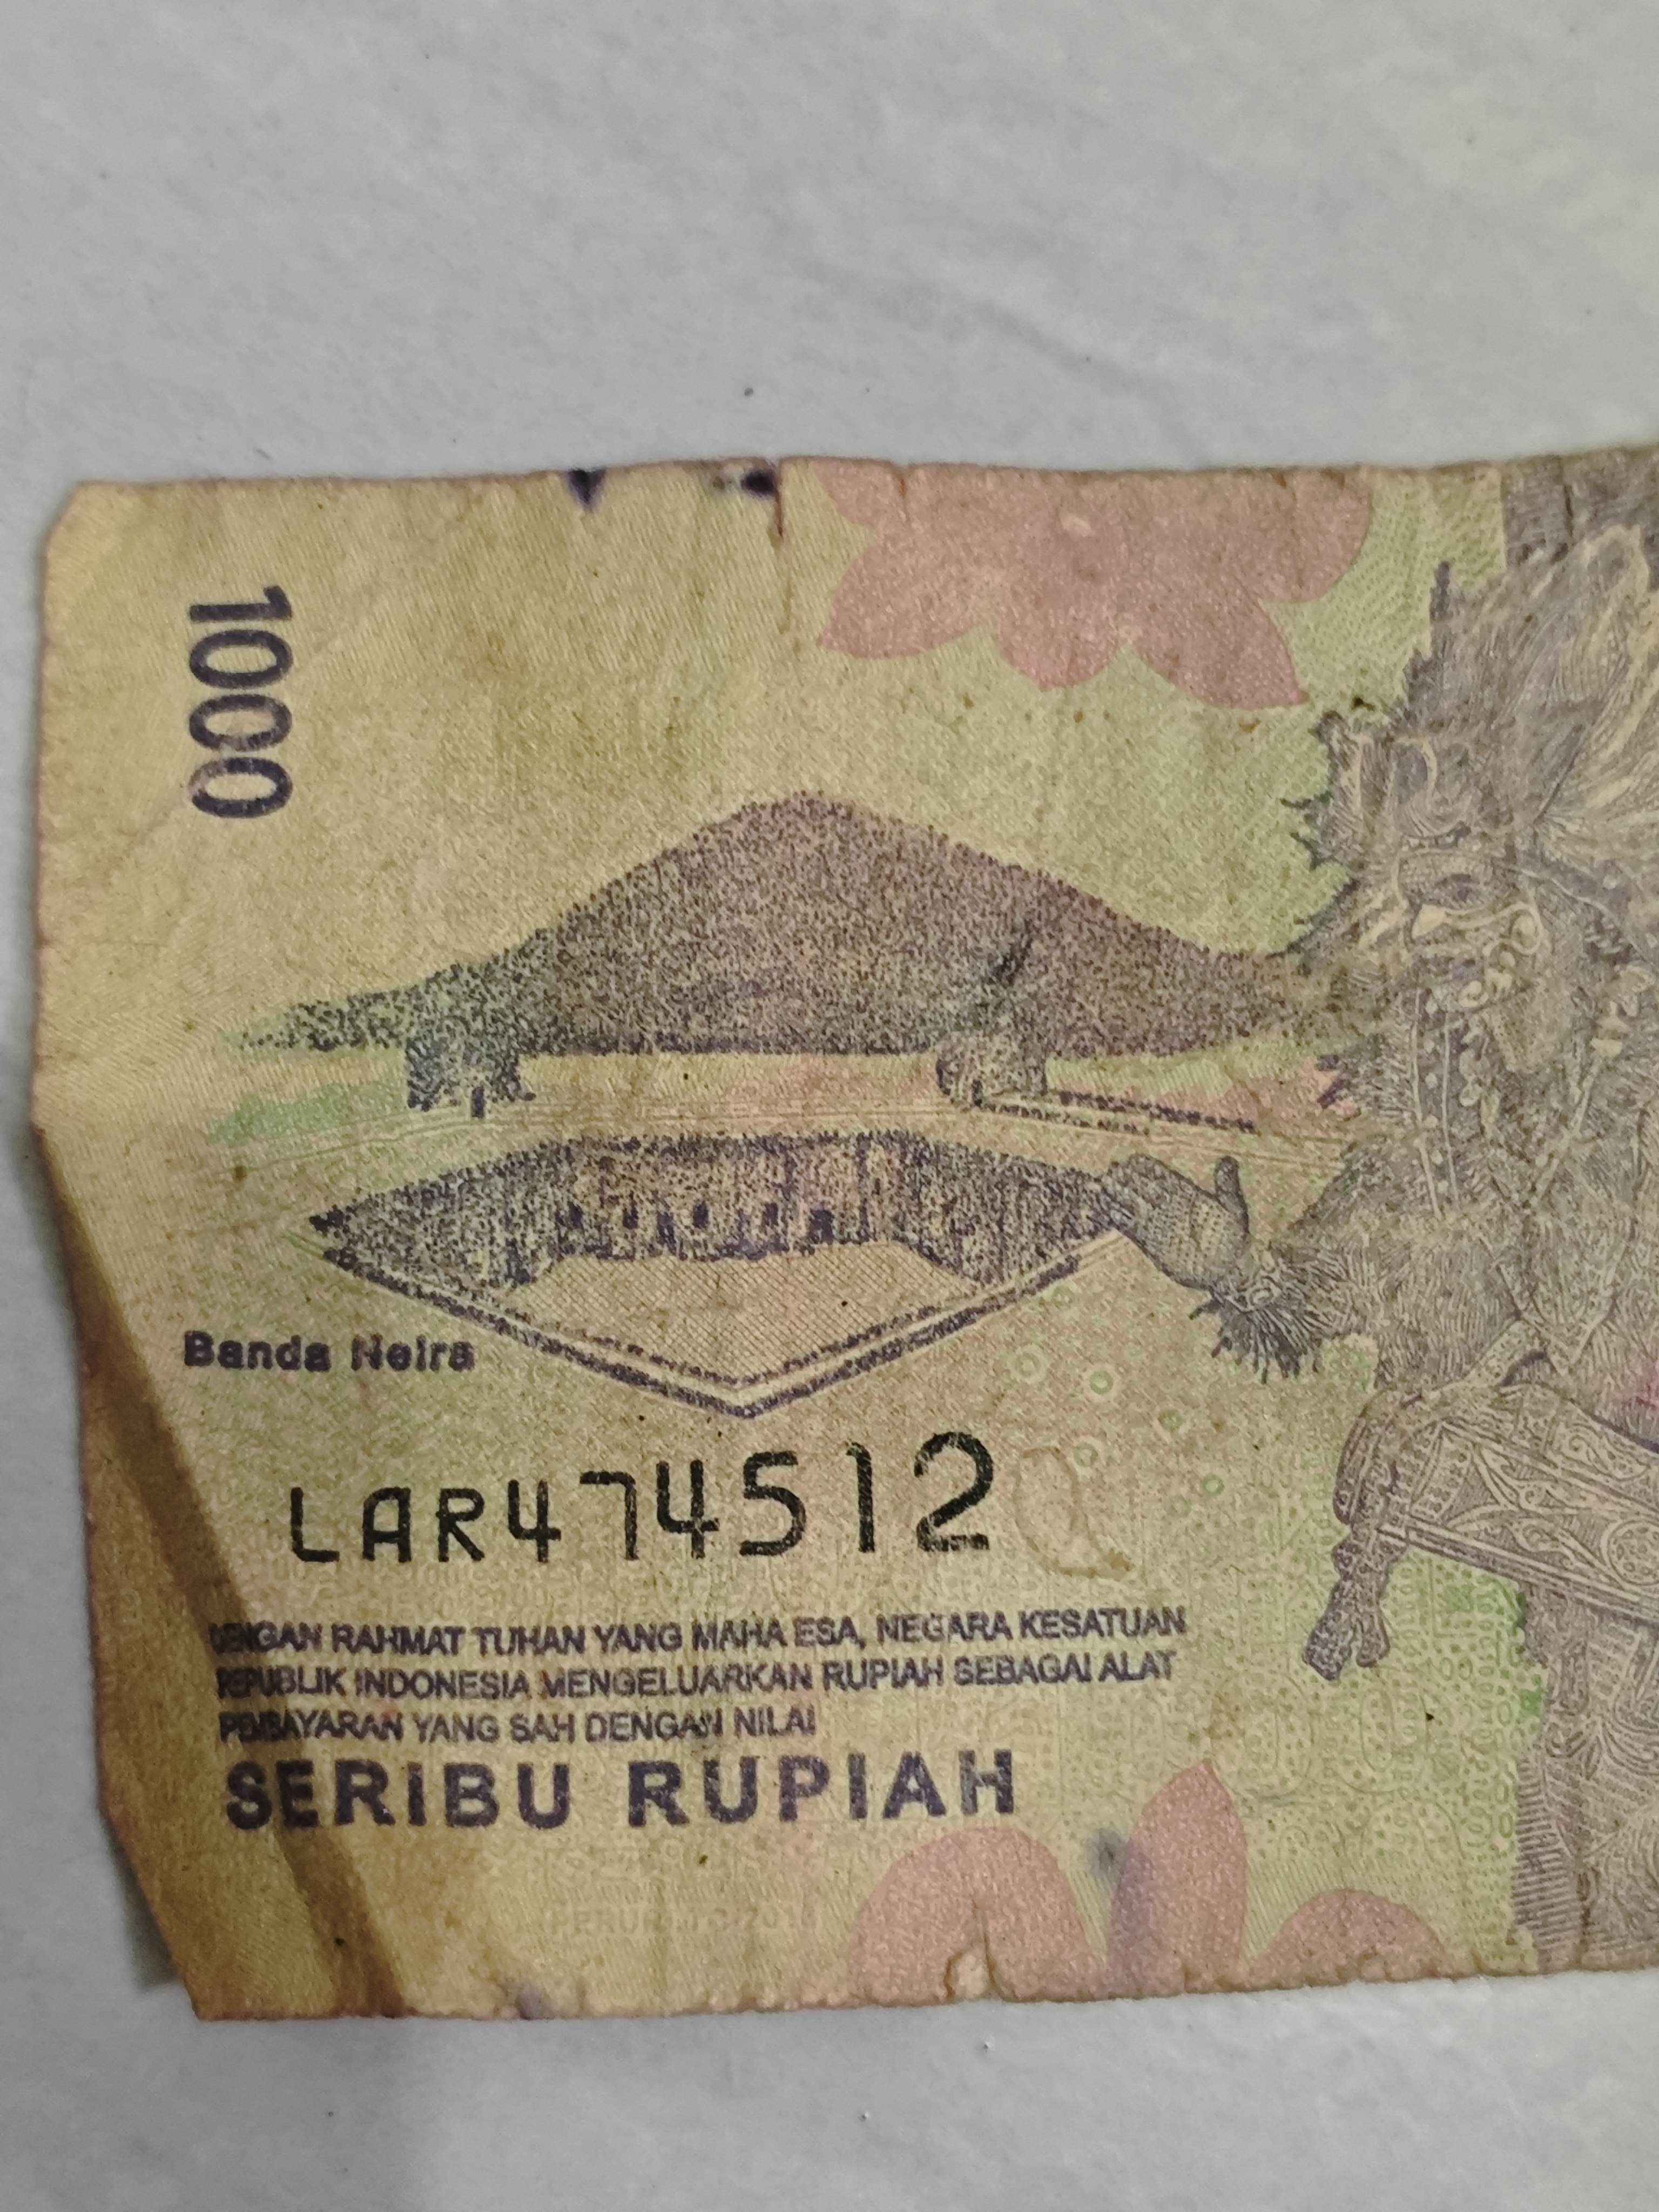 1000
Banda Neira
LAR474512
DENGAN RAHMAT TUHAN YANG MAHA ESA, NEGARA KESATUAN
REPUBLIK INDONESIA MENGELUARKAN RUPIAH SEBAGAI ALAT
PEMBAYARAN YANG SAH DENGAN NILAI
SERIBU RUPIAH
PERURI